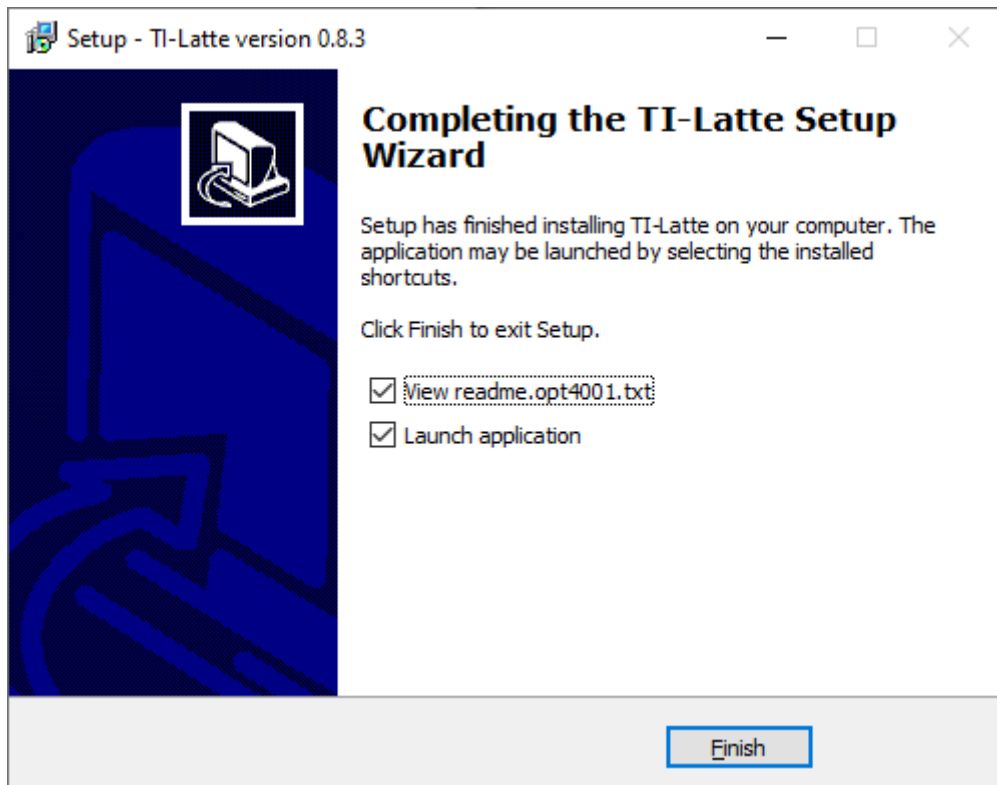 Setup - TI-Latte version 0.8.3
Completing the TI-Latte Setup
Wizard
Setup has finished installing TI-Latte on your computer. The
application may be launched by selecting the installed
shortcuts.
Click Finish to exit Setup.
View readme.opt4001.txt
Launch application
Finish